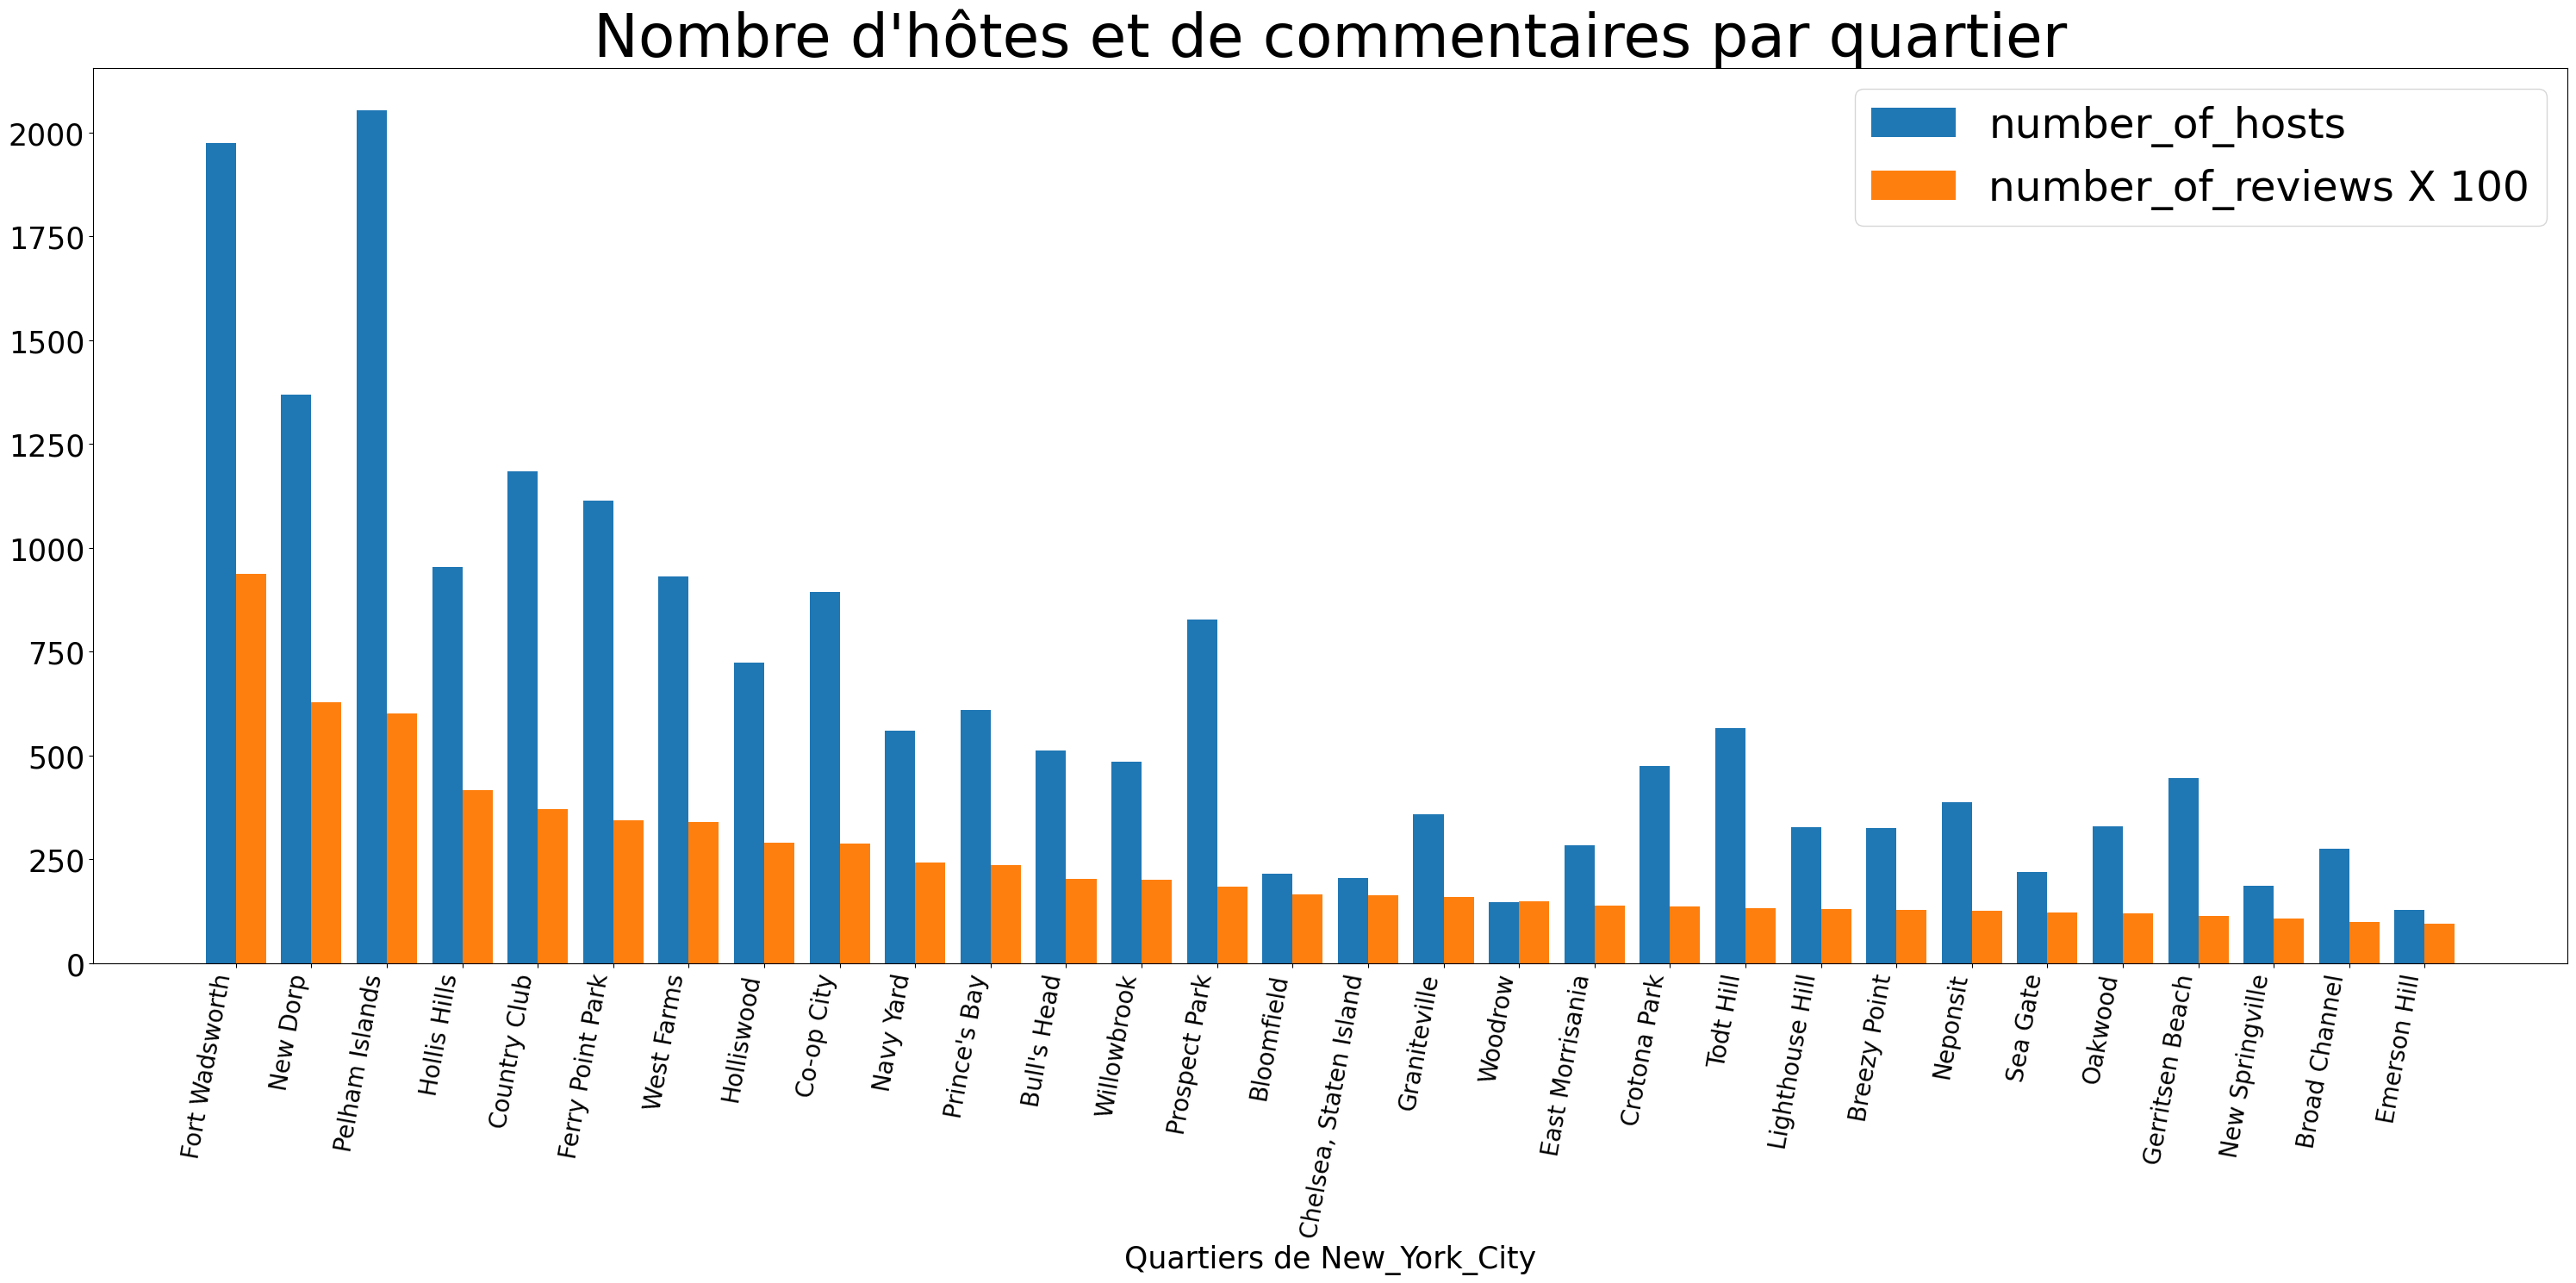 Nombre d'hôtes et de commentaires par quartier
number_of_hosts
number_of_reviews X 100
2000
1750
1500
1250
1000
750
500
250
0
Fort Wadsworth
New Dorp
Pelham Islands
Hollis Hills
Country Club
Ferry Point Park
West Farms
Holliswood
Co-op City
Navy Yard
Prince's Bay
Bull's Head
Willowbrook
Prospect Park
Bloomfield
Chelsea, Staten Island
Graniteville
Woodrow
East Morrisania
Crotona Park
Todt Hill
Lighthouse Hill
Breezy Point
Neponsit
Sea Gate
Oakwood
Gerritsen Beach
New Springville
Broad Channel
Emerson Hill
Quartiers de New_York_City